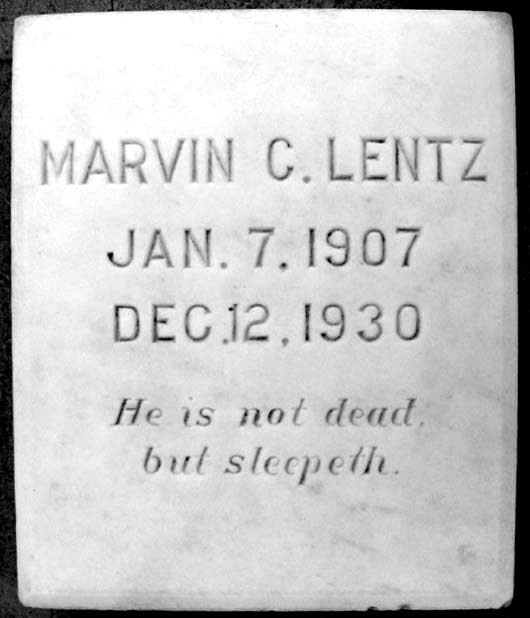 MARVIN C. LENTZ
JAN. 7, 1907
DEC. 12, 1930
He is not dead,
but sleepeth.